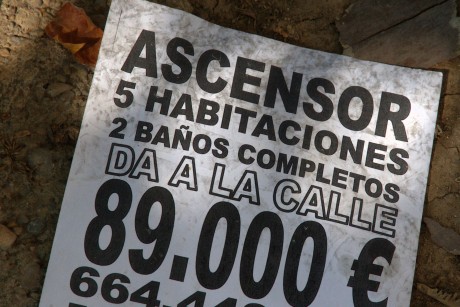 ASCENSOR
5 HABITACIONES
2 BAÑOS COMPLETOS
DA A LA CALLE
89.000 €